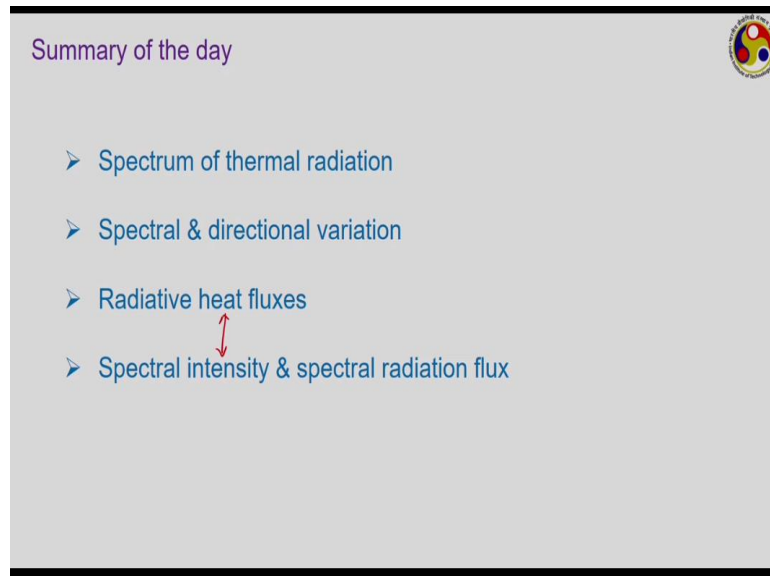 Summary of the day
Spectrum of thermal radiation
Spectral & directional variation
Radiative heat fluxes
Spectral intensity & spectral radiation flux